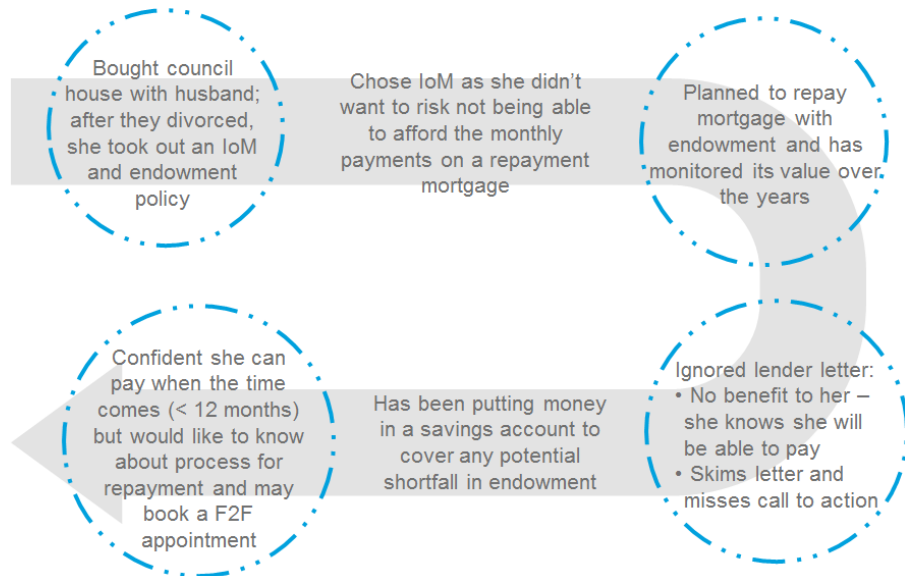 Bought council
house with husband;
after they divorced,
she took out an IoM
and endowment
policy
Chose IoM as she didn't
want to risk not being able
to afford the monthly
payments on a repayment
mortgage
Planned to repay
mortgage with
endowment and has
monitored its value over
the years
Ignored lender letter:
• No benefit to her –
she knows she will
be able to pay
• Skims letter and
misses call to action
Has been putting money
in a savings account to
cover any potential
shortfall in endowment
Confident she can
pay when the time
comes (< 12 months)
but would like to know
about process for
repayment and may
book a F2F
appointment